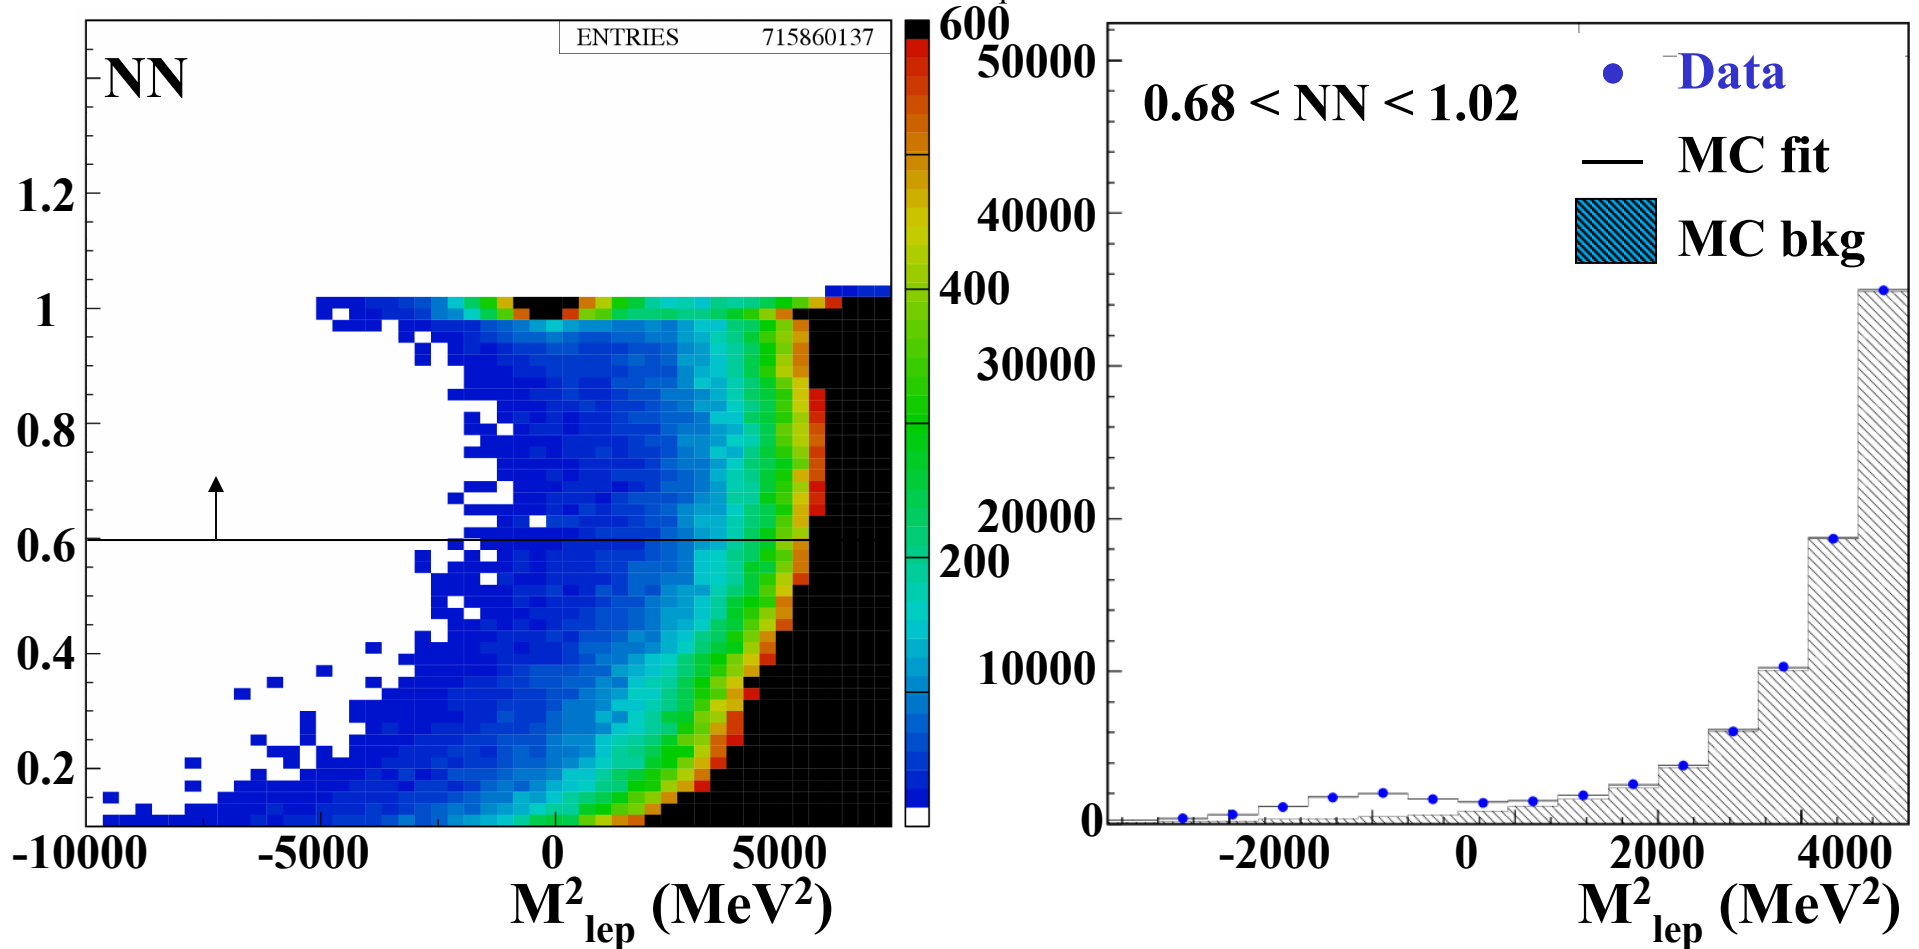 ENTRIES 715860137
NN
1.2
1
0.8
0.6
0.4
0.2
-10000 -5000 0 5000
M²lep (MeV²)
600
400
200
50000
40000
30000
20000
10000
0
0.68 < NN < 1.02
Data
MC fit
MC bkg
-2000 0 2000 4000
M²lep (MeV²)